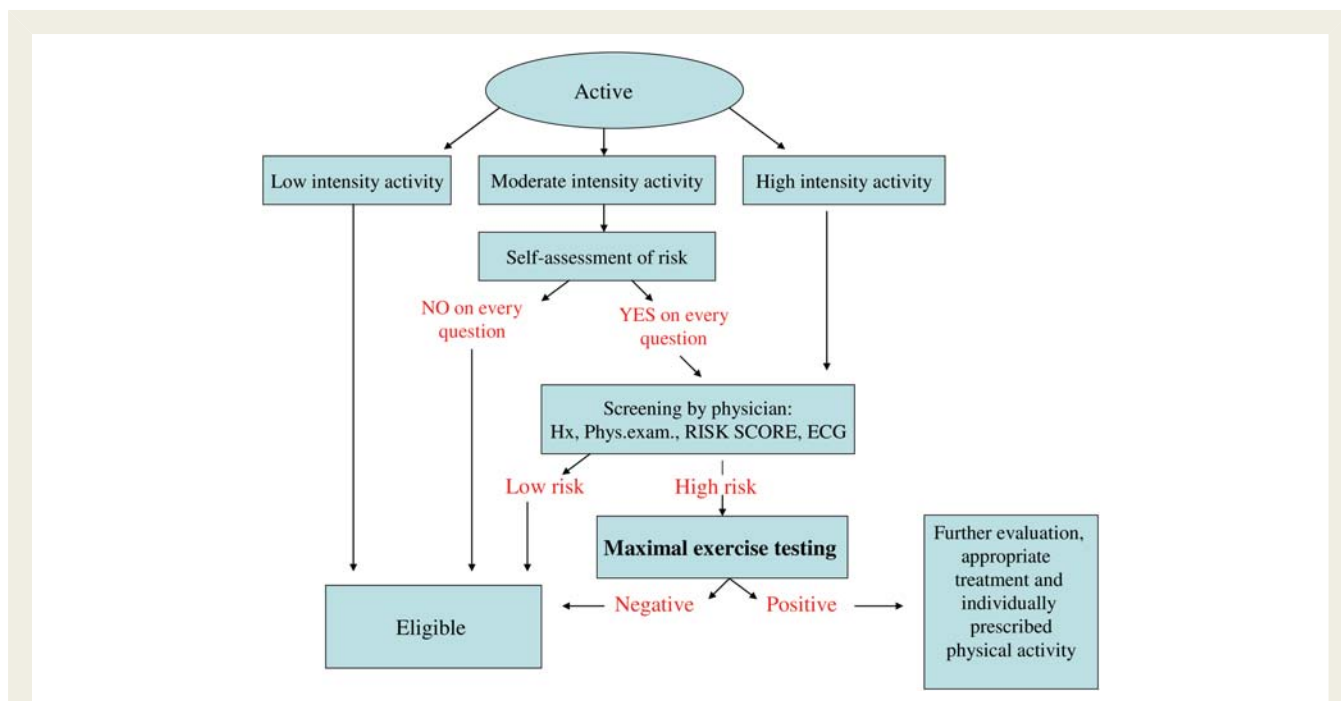 Active
Low intensity activity
Moderate intensity activity
High intensity activity
Self-assessment of risk
NO on every
question
YES on every
question
Screening by physician:
Hx, Phys.exam., RISK SCORE, ECG
Low risk
High risk
Maximal exercise testing
Further evaluation,
appropriate
treatment and
individually
prescribed
physical activity
Negative
Positive
Eligible